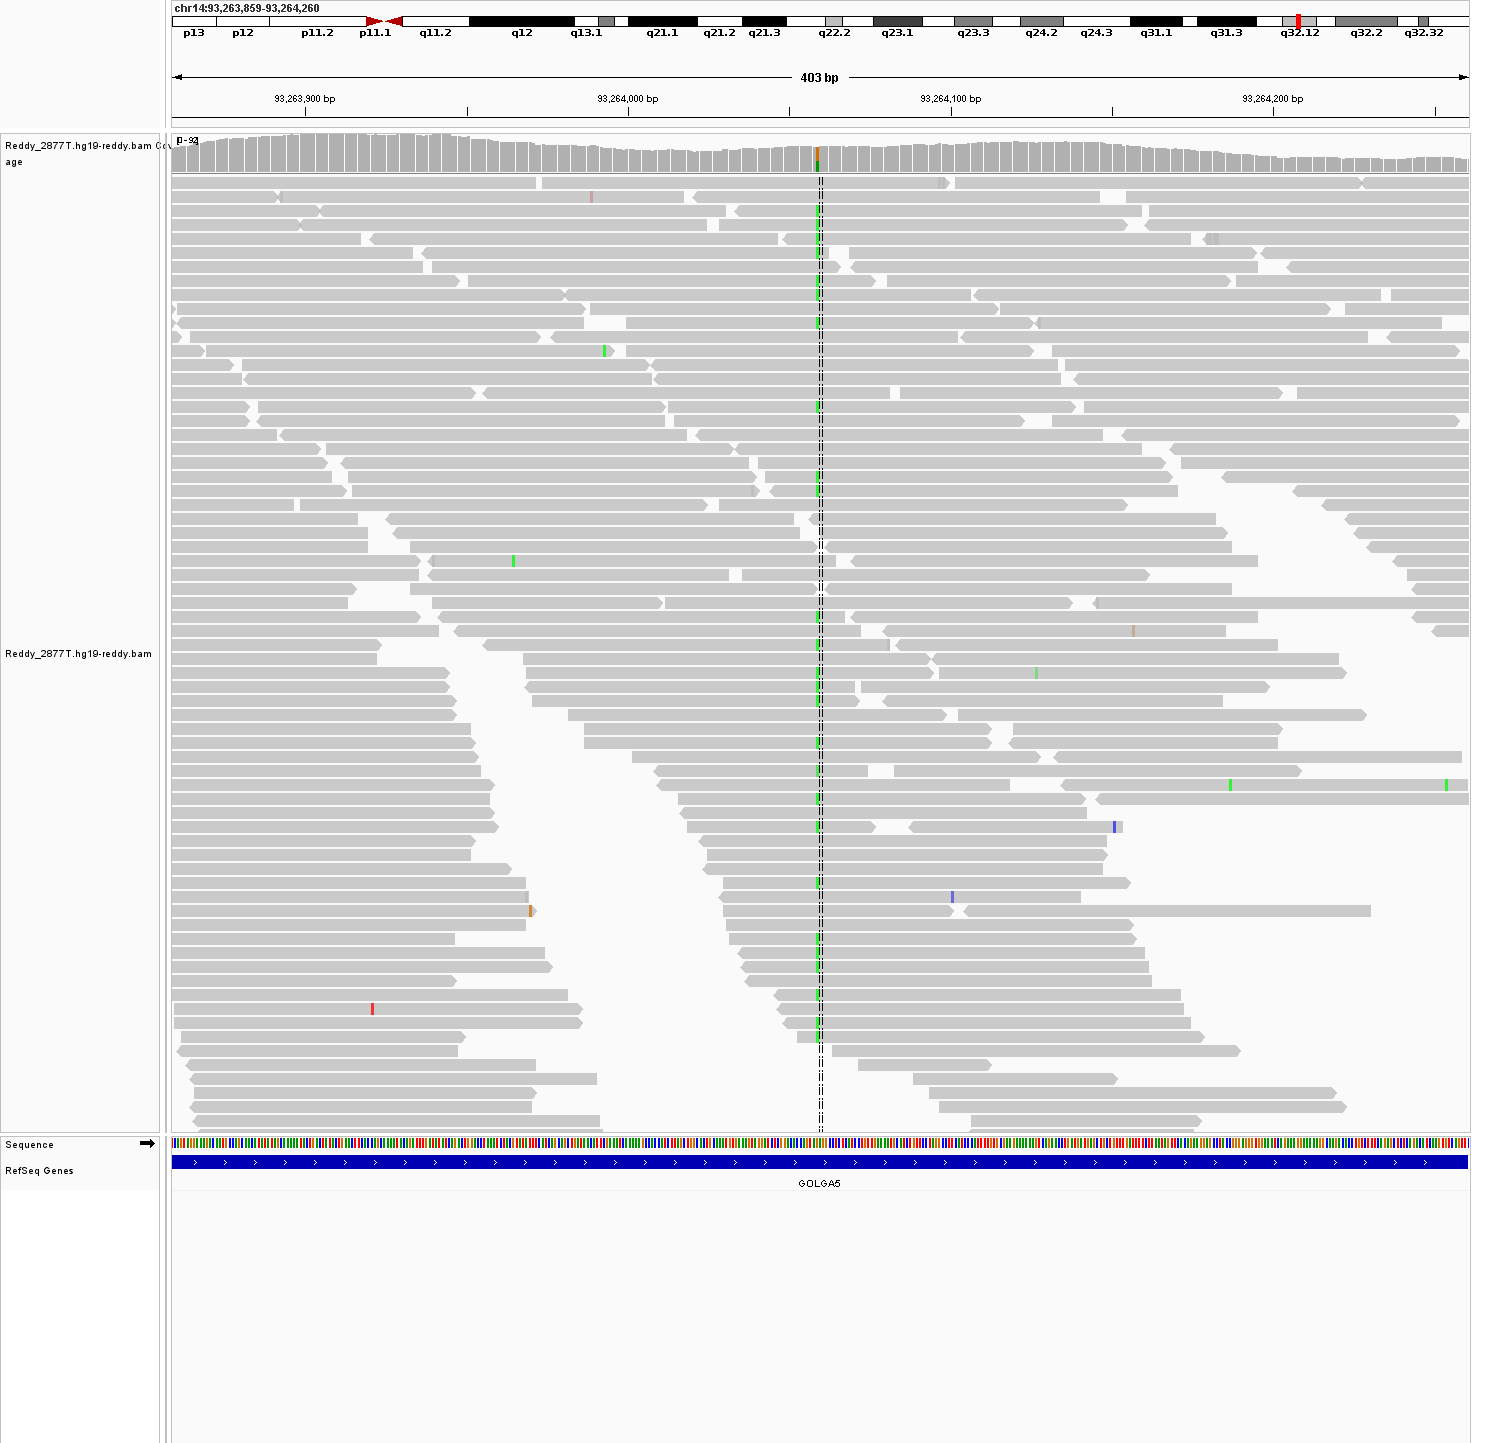 chr14:93,263,859-93,264,260
p13 p12 p11.2 p11.1 q11.2 q12 q13.1 q21.1 q21.2 q21.3 q22.2 q23.1 q23.3 q24.2 q24.3 q31.1 q31.3 q32.12 q32.2 q32.32
403 bp
93,263,900 bp 93,264,000 bp 93,264,100 bp 93,264,200 bp
Reddy_2877T.hg19-reddy.bam Cov
age
[0-92]
Reddy_2877T.hg19-reddy.bam
Sequence
RefSeq Genes
GOLGA5